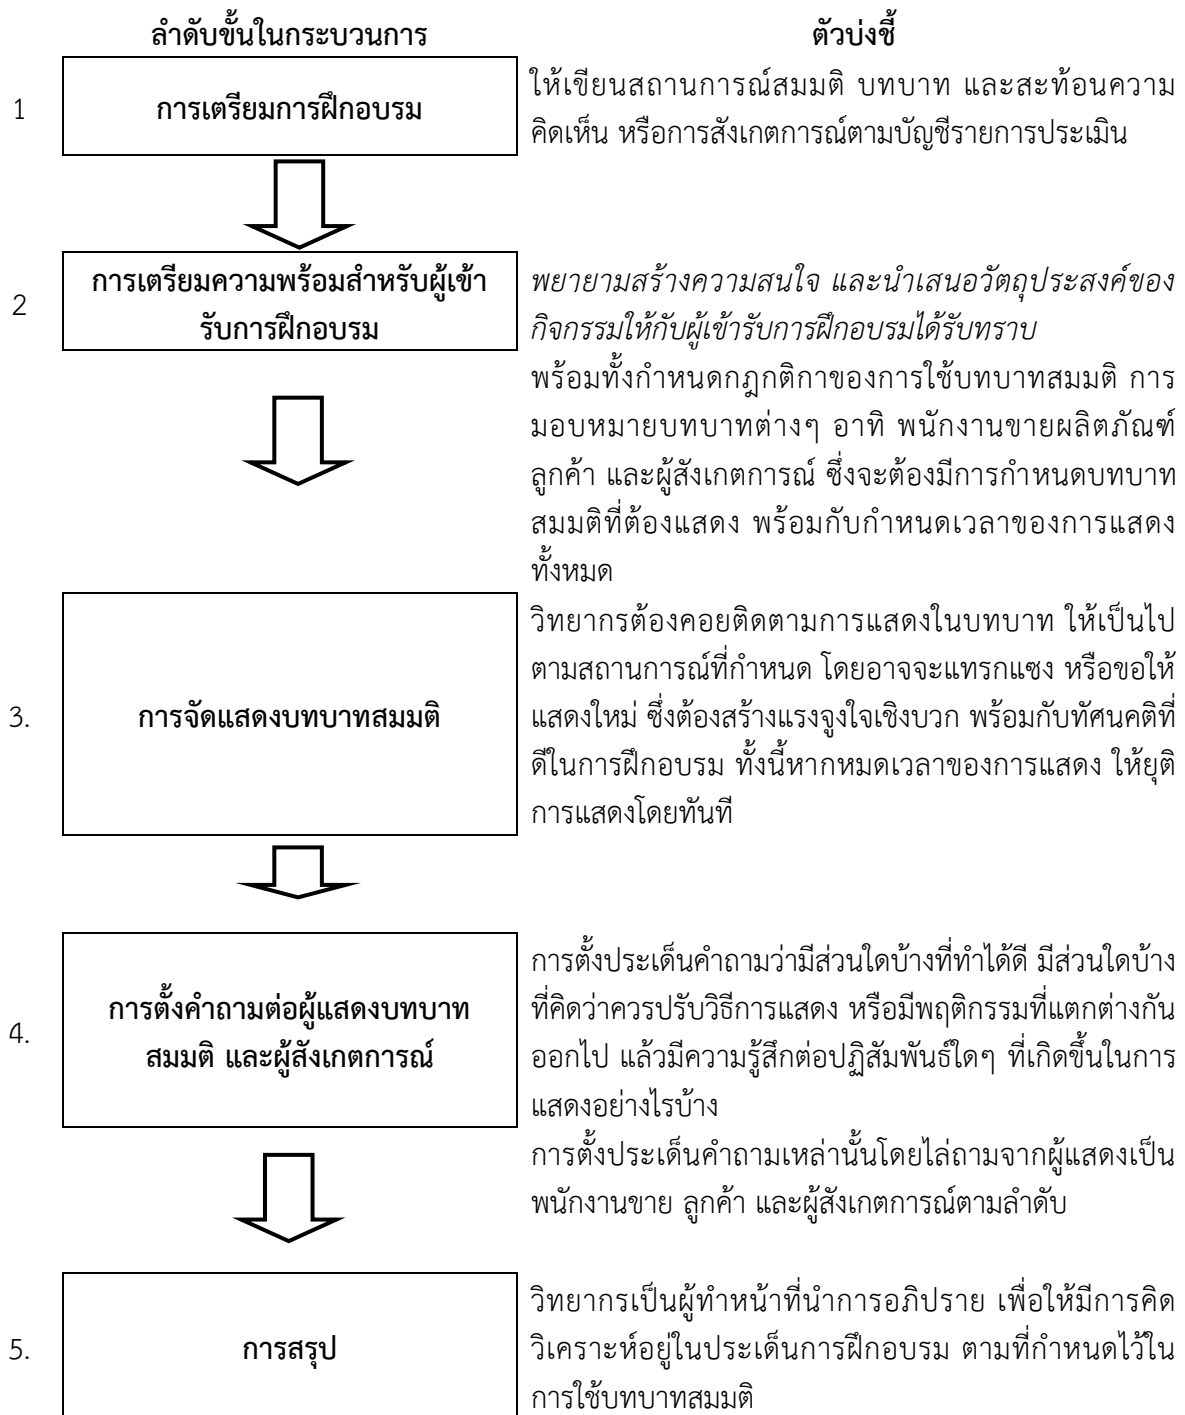 ลำดับขั้นในกระบวนการ ตัวบ่งชี้
1 การเตรียมการฝึกอบรม
ให้เขียนสถานการณ์สมมติ บทบาท และสะท้อนความ
คิดเห็น หรือการสังเกตการณ์ตามบัญชีรายการประเมิน
2
การเตรียมความพร้อมสำหรับผู้เข้า
รับการฝึกอบรม
พยายามสร้างความสนใจ และนำเสนอวัตถุประสงค์ของ
กิจกรรมให้กับผู้เข้ารับการฝึกอบรมได้รับทราบ
พร้อมทั้งกำหนดกฎกติกาของการใช้บทบาทสมมติ การ
มอบหมายบทบาทต่างๆ อาทิ พนักงานขายผลิตภัณฑ์
ลูกค้า และผู้สังเกตการณ์ ซึ่งจะต้องมีการกำหนดบทบาท
สมมติที่ต้องแสดง พร้อมกับกำหนดเวลาของการแสดง
ทั้งหมด
3. การจัดแสดงบทบาทสมมติ
วิทยากรต้องคอยติดตามการแสดงในบทบาท ให้เป็นไป
ตามสถานการณ์ที่กำหนด โดยอาจจะแทรกแซง หรือขอให้
แสดงใหม่ ซึ่งต้องสร้างแรงจูงใจเชิงบวก พร้อมกับทัศนคติที่
ดีในการฝึกอบรม ทั้งนี้หากหมดเวลาของการแสดง ให้ยุติ
การแสดงโดยทันที
4.
การตั้งคำถามต่อผู้แสดงบทบาท
สมมติ และผู้สังเกตการณ์
การตั้งประเด็นคำถามว่ามีส่วนใดบ้างที่ทำได้ดี มีส่วนใดบ้าง
ที่คิดว่าควรปรับวิธีการแสดง หรือมีพฤติกรรมที่แตกต่างกัน
ออกไป แล้วมีความรู้สึกต่อปฏิสัมพันธ์ใดๆ ที่เกิดขึ้นในการ
แสดงอย่างไรบ้าง
การตั้งประเด็นคำถามเหล่านั้นโดยไล่ถามจากผู้แสดงเป็น
พนักงานขาย ลูกค้า และผู้สังเกตการณ์ตามลำดับ
5. การสรุป
วิทยากรเป็นผู้ทำหน้าที่นำการอภิปราย เพื่อให้มีการคิด
วิเคราะห์อยู่ในประเด็นการฝึกอบรม ตามที่กำหนดไว้ใน
การใช้บทบาทสมมติ